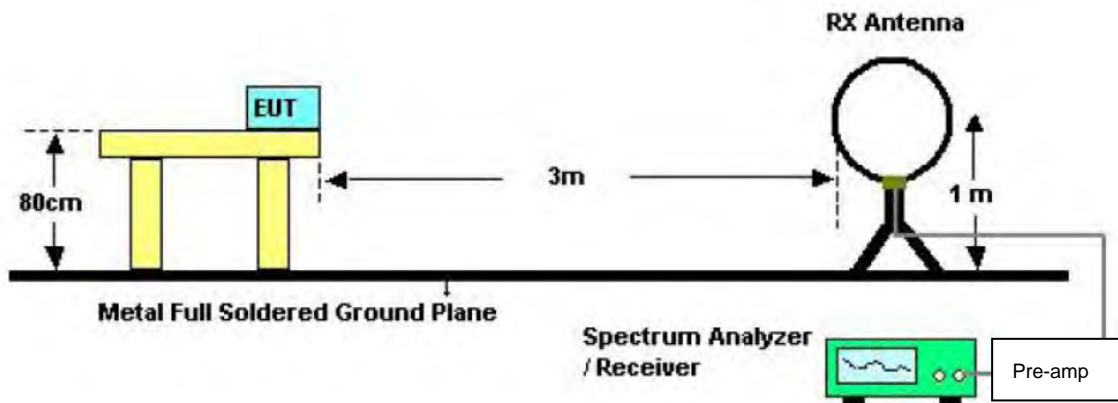 RX Antenna
EUT
3m
80cm
1 m
Metal Full Soldered Ground Plane
Spectrum Analyzer
/ Receiver
Pre-amp